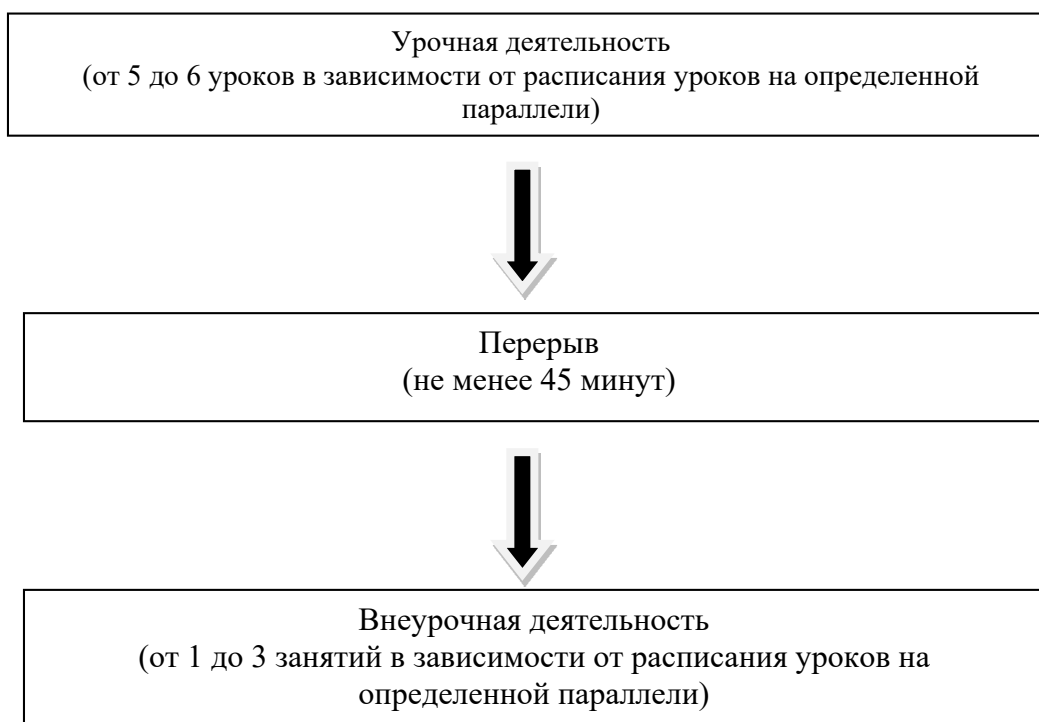 Урочная деятельность
(от 5 до 6 уроков в зависимости от расписания уроков на определенной
параллели)
Перерыв
(не менее 45 минут)
Внеурочная деятельность
(от 1 до 3 занятий в зависимости от расписания уроков на
определенной параллели)